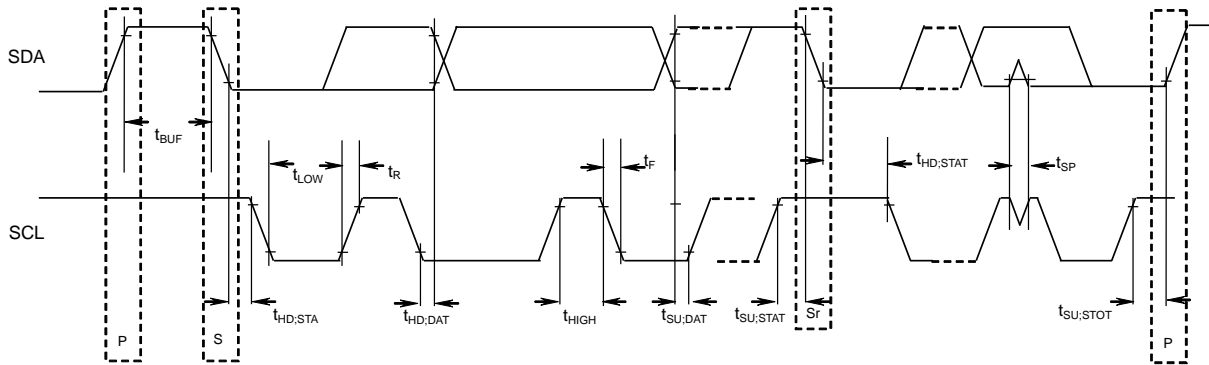 SDA
tBUF
tLOW
tR
tF
tHD;STAT
tSP
SCL
tHD;STA
tHD;DAT
tHIGH
tSU;DAT
tSU;STAT
Sr
tSU;STOT
P
S
P